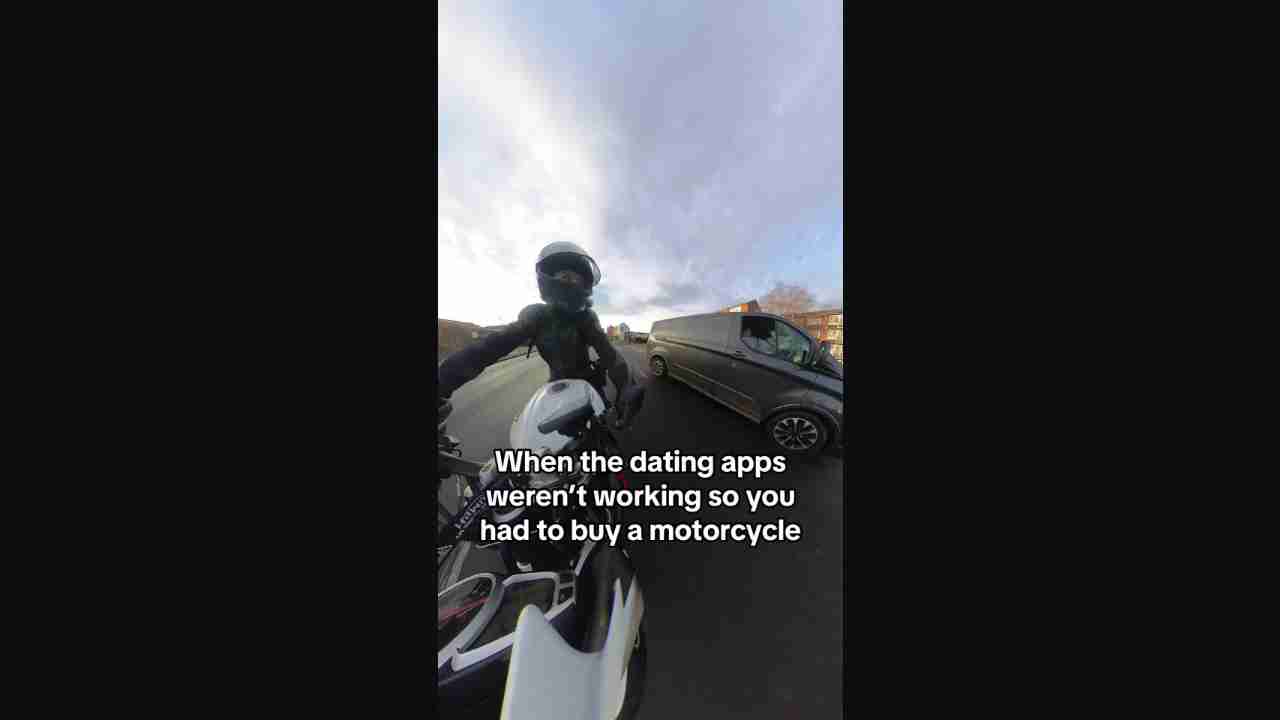 When the dating apps
weren't working so you
had to buy a motorcycle